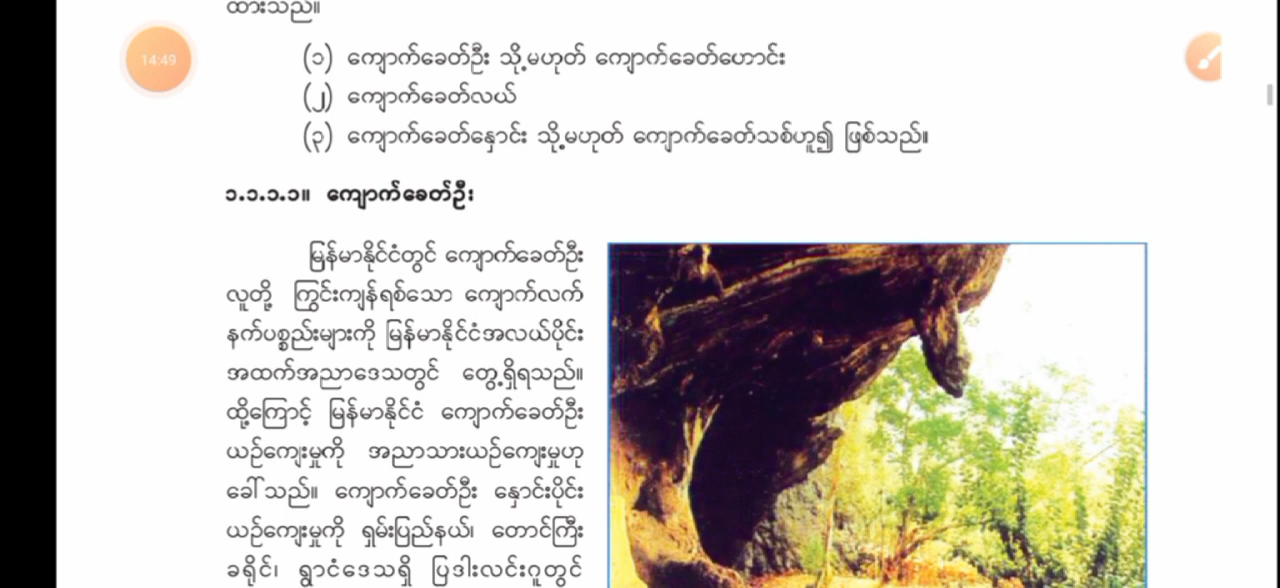 ထားသည်။
14:49
(၁) ကျောက်ခေတ်ဦး သို့မဟုတ် ကျောက်ခေတ်ဟောင်း
(၂) ကျောက်ခေတ်လယ်
(၃) ကျောက်ခေတ်နှောင်း သို့မဟုတ် ကျောက်ခေတ်သစ်ဟူ၍ ဖြစ်သည်။
၁.၁.၁.၁။ ကျောက်ခေတ်ဦး
မြန်မာနိုင်ငံတွင် ကျောက်ခေတ်ဦး
လူတို့ ကြွင်းကျန်ရစ်သော ကျောက်လက်
နက်ပစ္စည်းများကို မြန်မာနိုင်ငံအလယ်ပိုင်း
အထက်အညာဒေသတွင် တွေ့ရှိရသည်။
ထို့ကြောင့် မြန်မာနိုင်ငံ ကျောက်ခေတ်ဦး
ယဉ်ကျေးမှုကို အညာသားယဉ်ကျေးမှုဟု
ခေါ်သည်။ ကျောက်ခေတ်ဦး နှောင်းပိုင်း
ယဉ်ကျေးမှုကို ရှမ်းပြည်နယ်၊ တောင်ကြီး
ခရိုင်၊ ရွာငံဒေသရှိ ပြဒါးလင်းဂူတွင်